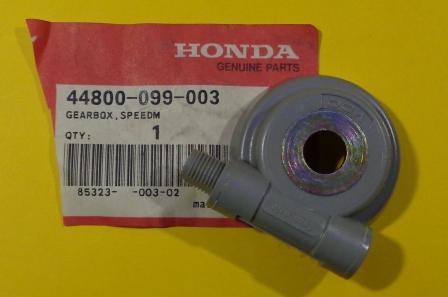 HONDA
GENUINE PARTS
44800-099-003
GEARBOX,SPEEDM
QTY: 1
85323- -003-02